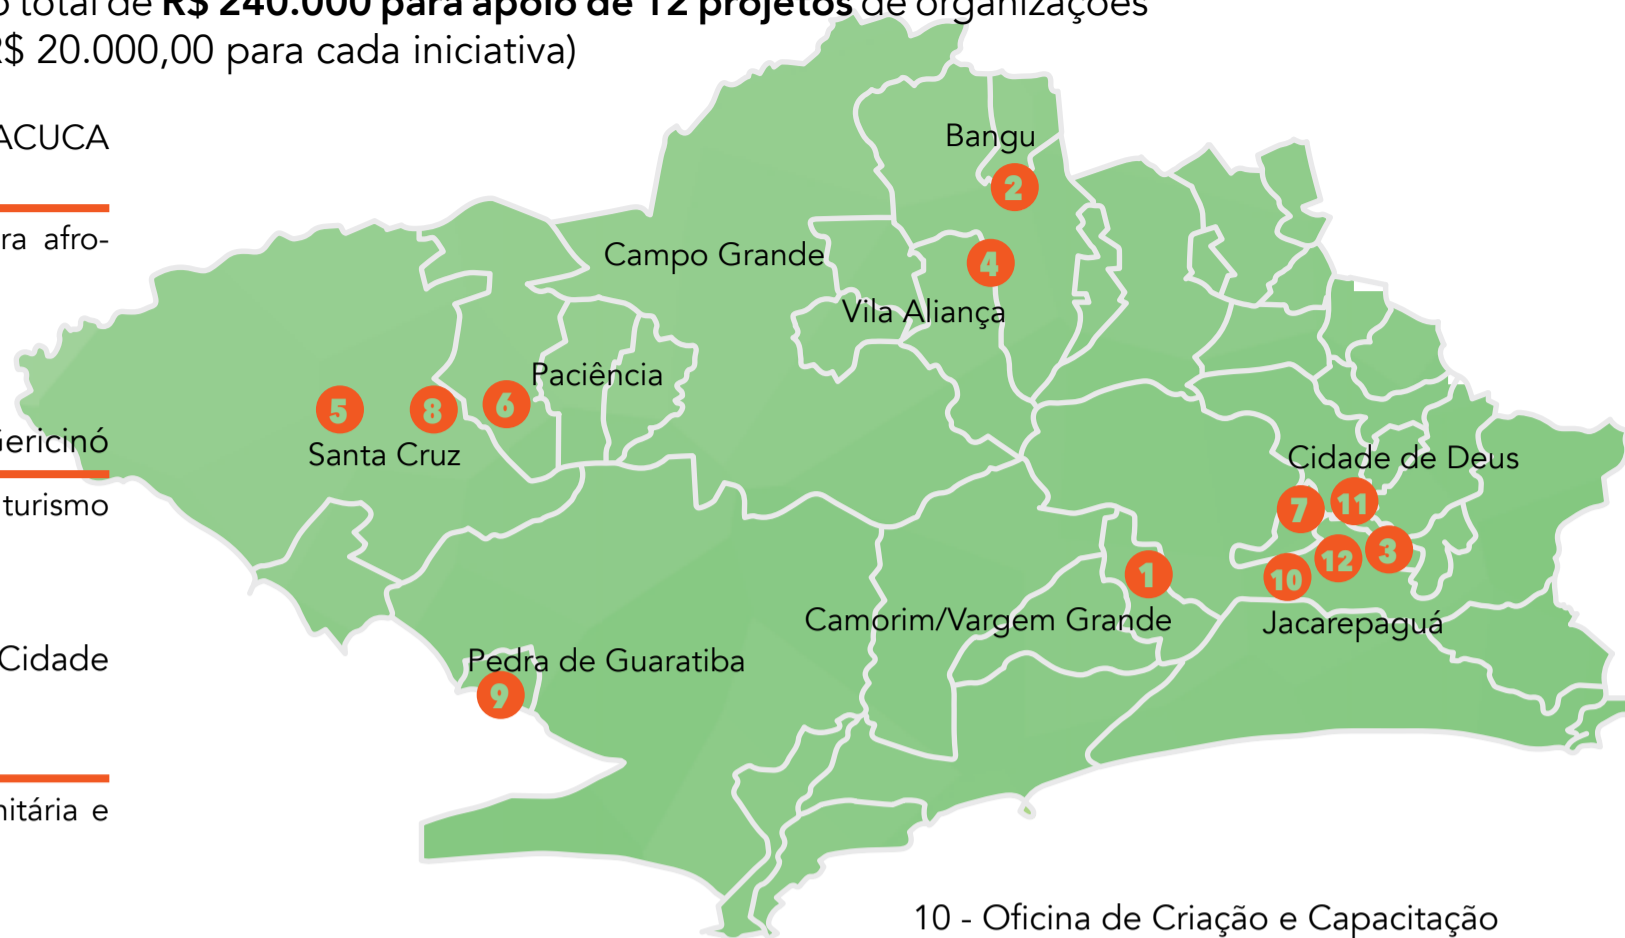 o total de R$ 240.000 para apoio de 12 projetos de organizações
R$ 20.000,00 para cada iniciativa)
ACUCA
ra afro-
Gericinó
turismo
Cidade
nitária e
Bangu
2
Campo Grande
4
Vila Aliança
Paciência
5
8
6
Santa Cruz
Cidade de Deus
7
11
3
12
10
1
Camorim/Vargem Grande
Jacarepaguá
Pedra de Guaratiba
9
10 - Oficina de Criação e Capacitação